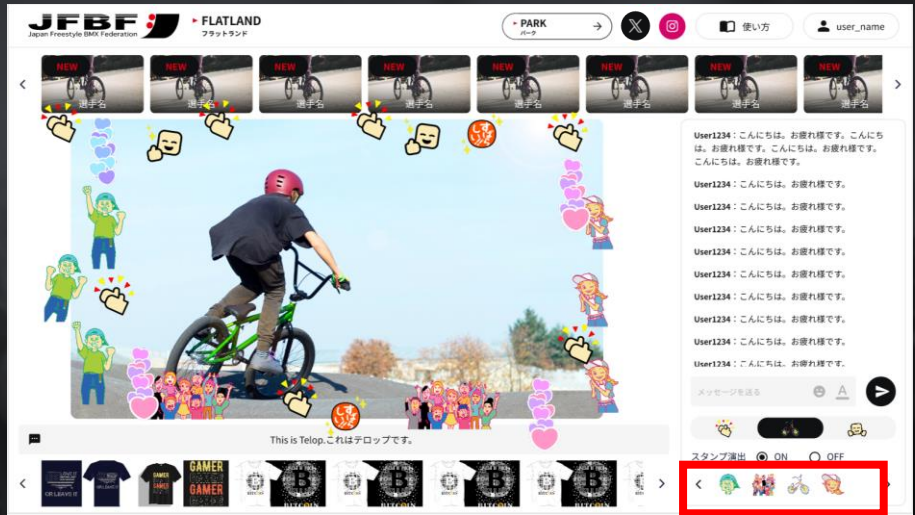 JFBF
Japan Freestyle BMX Federation
FLATLAND
フラットランド
PARK
パーク
使い方
user_name
NEW
NEW
NEW
NEW
NEW
NEW
NEW
NEW
選手名
選手名
選手名
選手名
選手名
選手名
選手名
選手名
User1234：こんにちは。お疲れ様です。こんにち
は。お疲れ様です。こんにちは。お疲れ様です。
こんにちは。お疲れ様です。
User1234：こんにちは。お疲れ様です。
User1234：こんにちは。お疲れ様です。
User1234：こんにちは。お疲れ様です。
User1234：こんにちは。お疲れ様です。
User1234：こんにちは。お疲れ様です。
User1234：こんにちは。お疲れ様です。
User1234：こんにちは。お疲れ様です。
User1234：こんにちは。お疲れ様です。
User1234：こんにちは。お疲れ様です。
メッセージを送る
A
This is Telop.これはテロップです。
スタンプ演出 ON OFF
OR LEAVE IT
GAMER
GAMER
GAMER
BITCOIN
BITCOIN
BITCOIN